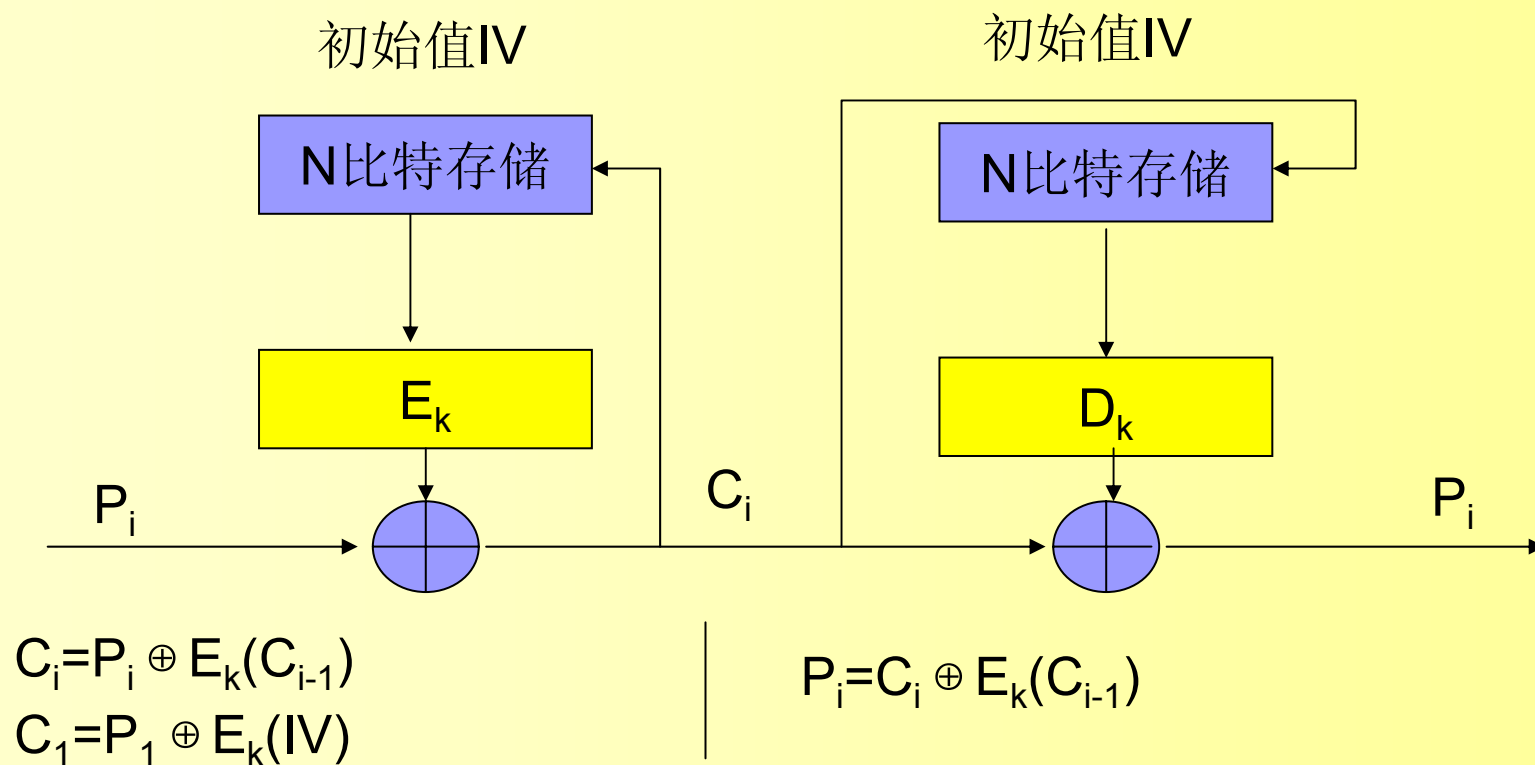 初始值IV
初始值IV
N比特存储
N比特存储
Eₖ
Dₖ
Pᵢ
Cᵢ
Pᵢ
Cᵢ=Pᵢ⊕Eₖ(Cᵢ₋₁)
C₁=P₁⊕Eₖ(IV)
Pᵢ=Cᵢ⊕Eₖ(Cᵢ₋₁)